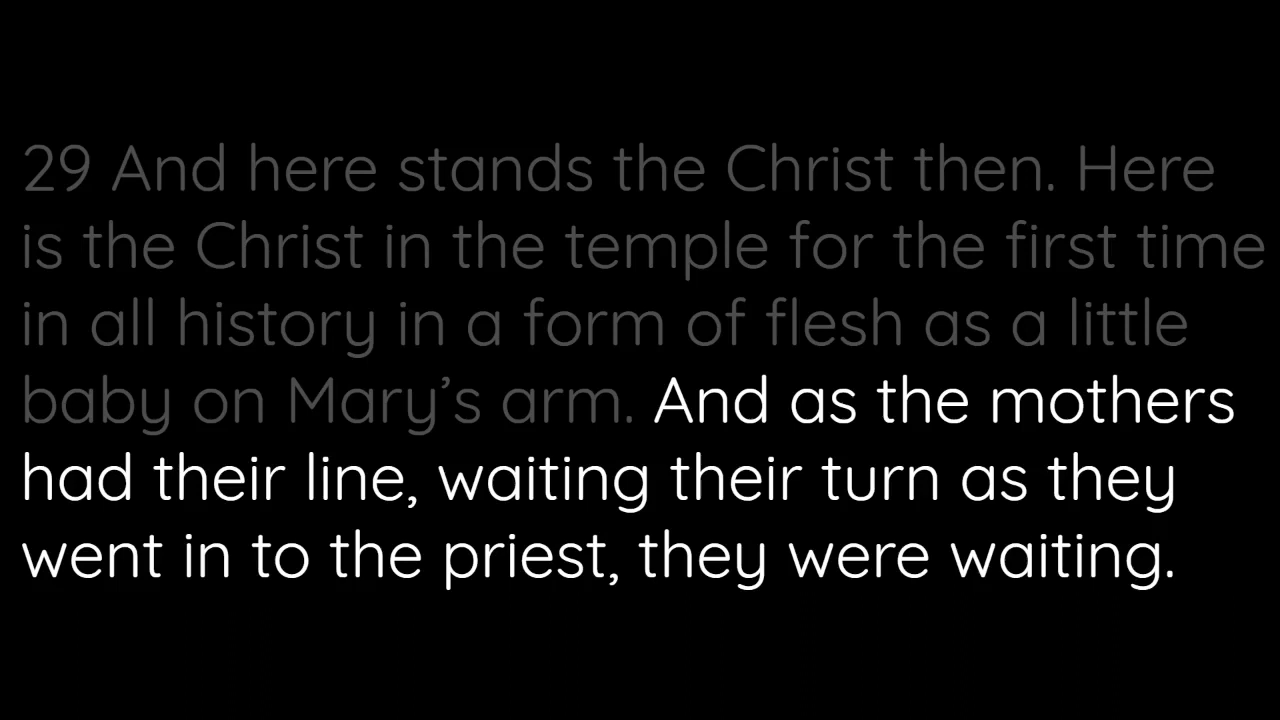 29 And here stands the Christ then. Here
is the Christ in the temple for the first time
in all history in a form of flesh as a little
baby on Mary’s arm. And as the mothers
had their line, waiting their turn as they
went in to the priest, they were waiting.